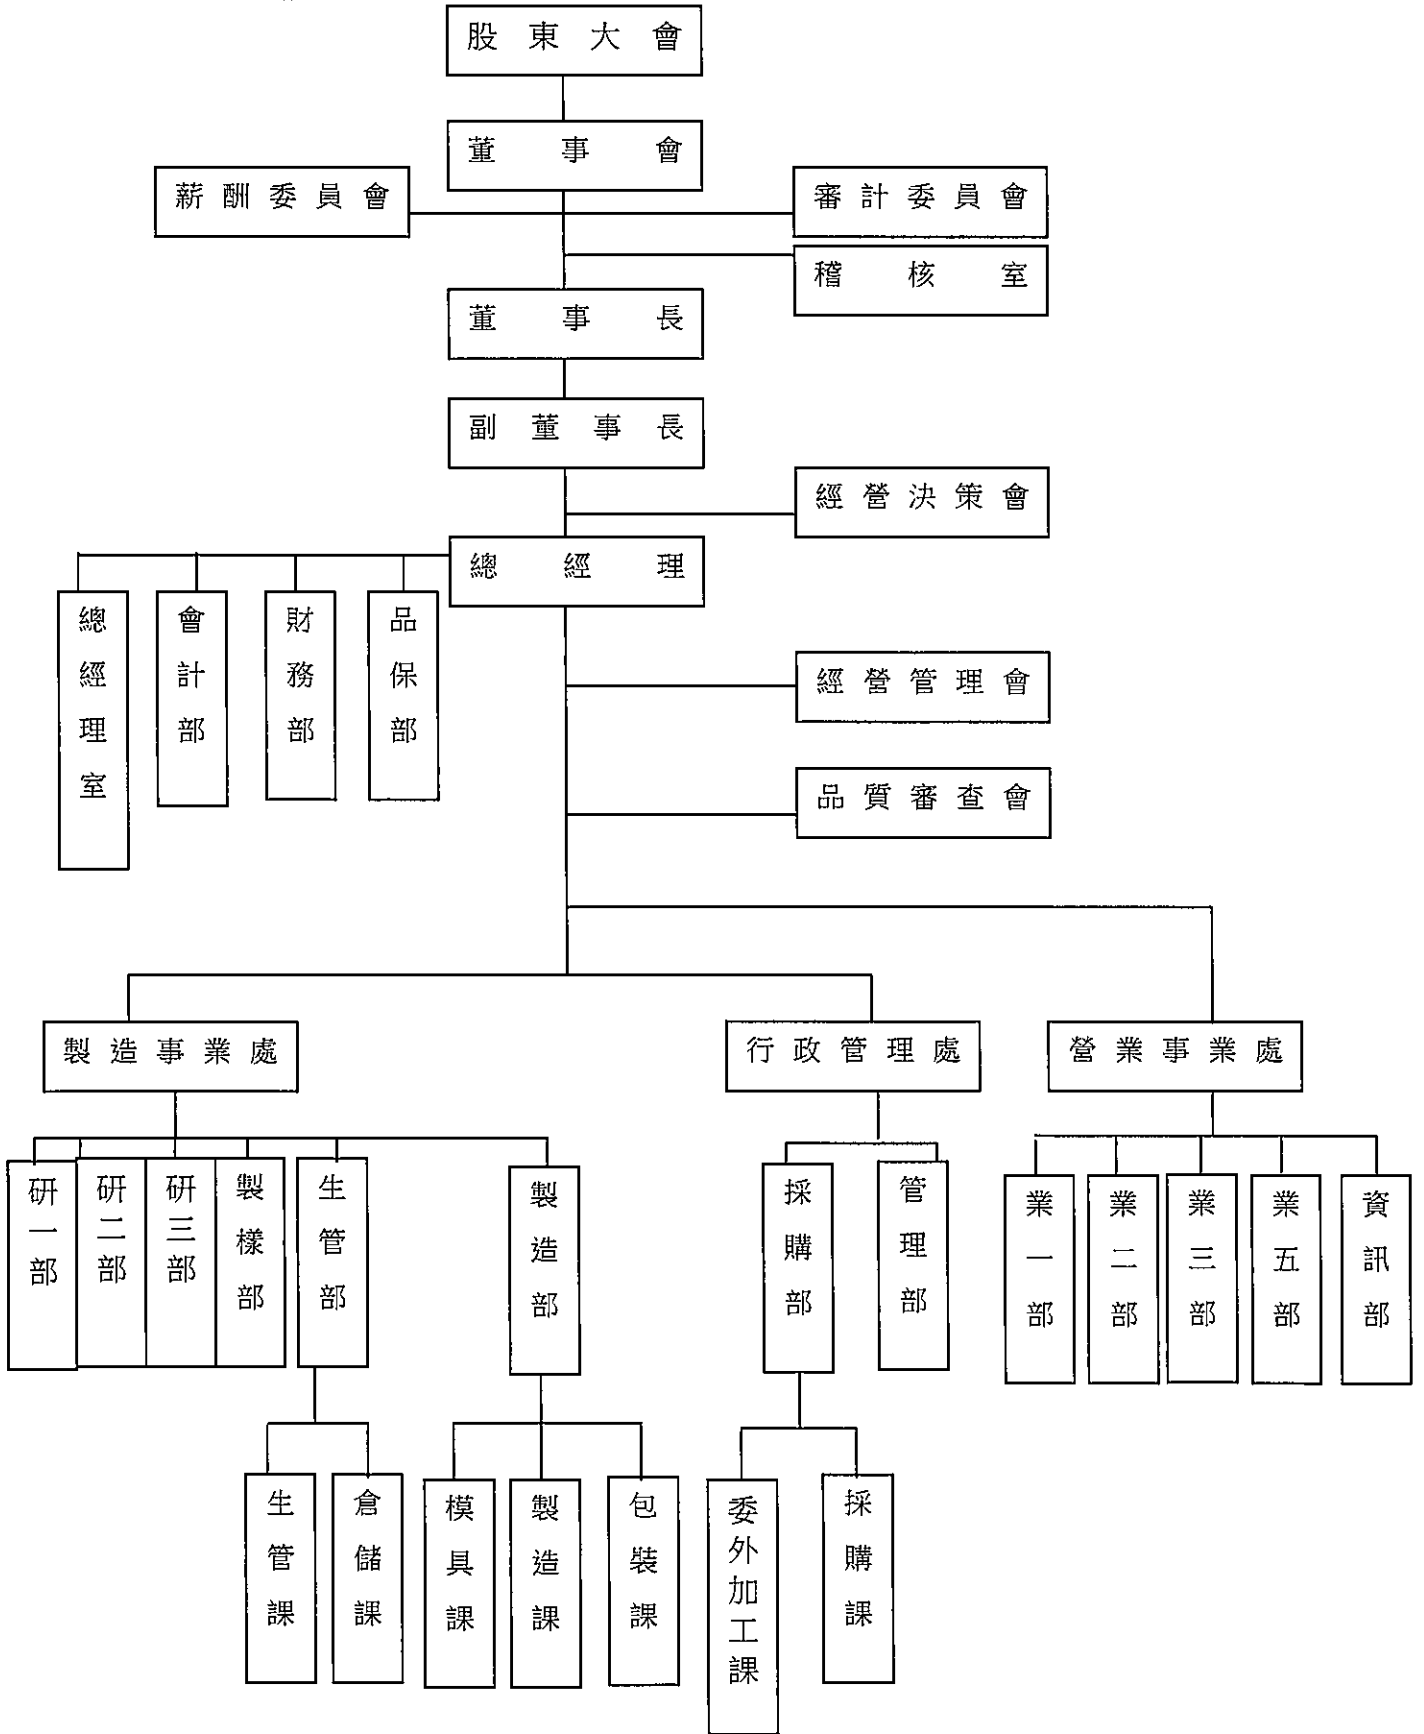 股東大會
董事會
薪酬委員會
審計委員會
稽核室
董事長
副董事長
經營決策會
總經理
總經理室
會計部
財務部
品保部
經營管理會
品質審查會
製造事業處
行政管理處
營業事業處
研一部
研二部
研三部
製樣部
生管部
製造部
採購部
管理部
業一部
業二部
業三部
業五部
資訊部
生管課
倉儲課
模具課
製造課
包裝課
委外加工課
採購課